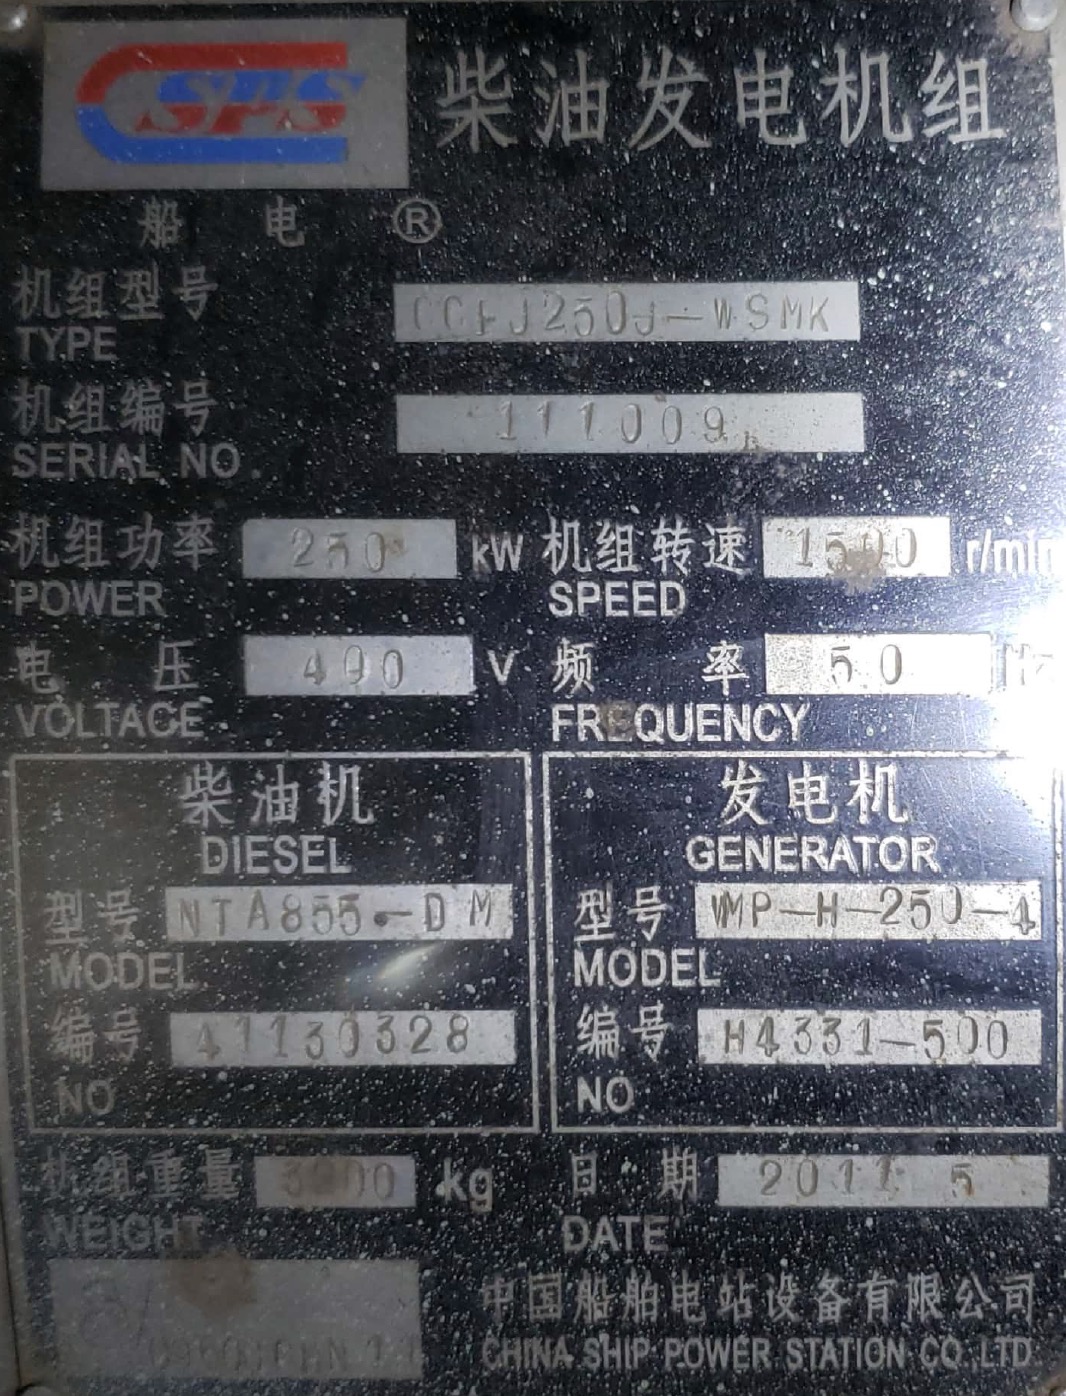 CSPKS 柴油发电机组
船电 ®
机组型号 CCFJ250J-WSMK
TYPE
机组编号 111009
SERIAL NO.
机组功率 250 kW 机组转速 1500 r/min
POWER SPEED
电压 400 V 频率 50 Hz
VOLTAGE FREQUENCY
柴油机
DIESEL
型号 NTA855-DM
MODEL
编号 41130328
NO
发电机
GENERATOR
型号 WMP-H-250-4
MODEL
编号 H4331-500
NO
机组重量 kg 日期 2011 5
WEIGHT DATE
中国船舶电站设备有限公司
CHINA SHIP POWER STATION CO.LTD